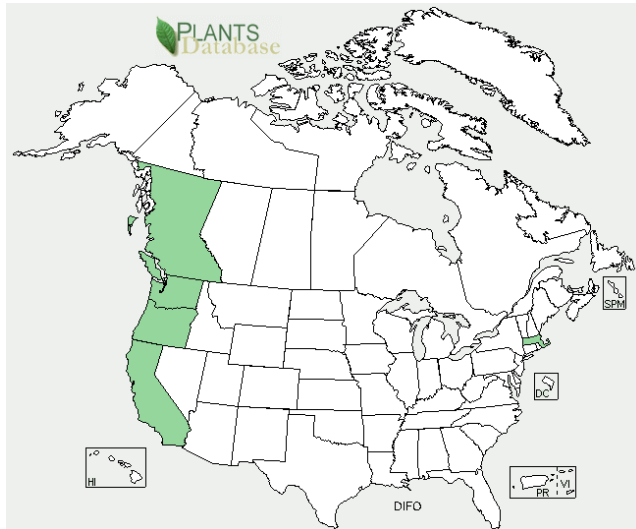 PLANTS
Database
SPM
DC
HI
PR
VI
DIFO